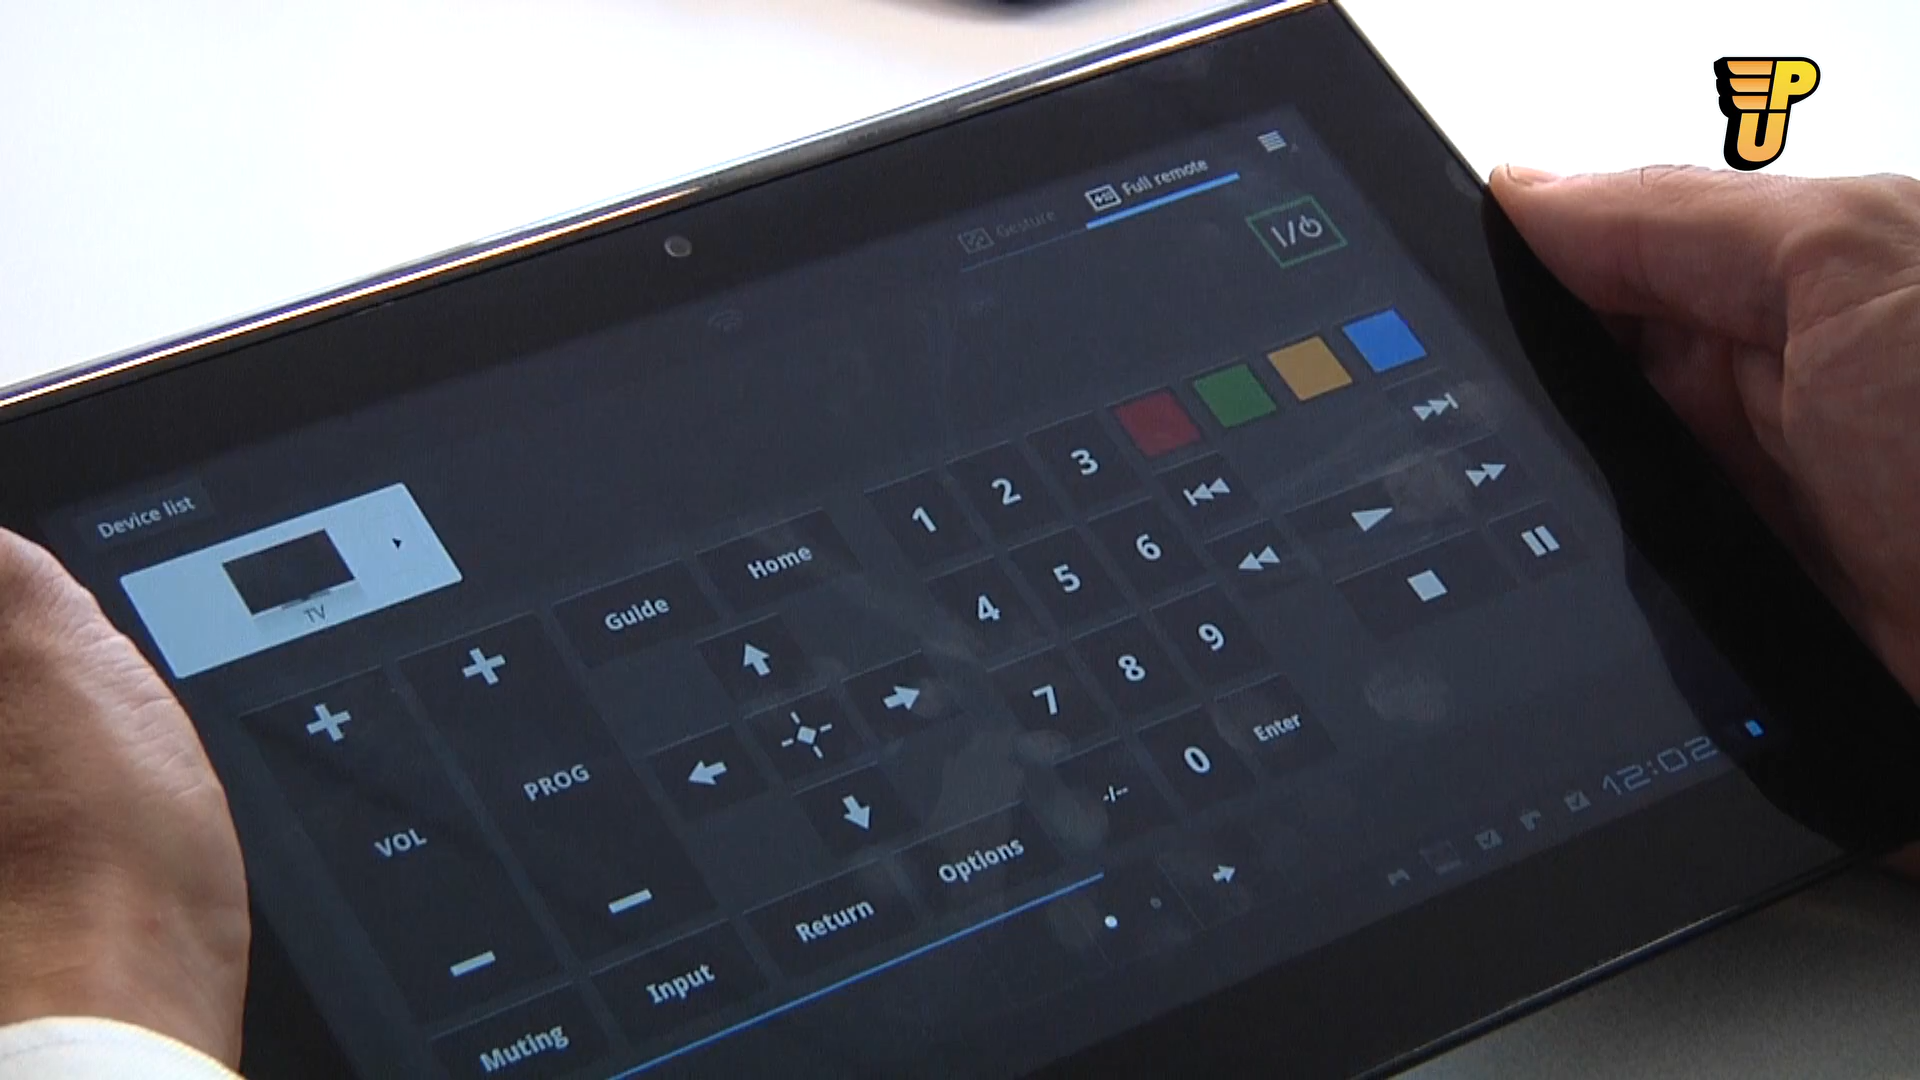 PU
Gesture
Full remote
I/⏻
Device list
TV
Home
Guide
1 2 3
4 5 6
7 8 9
-/-- 0 Enter
VOL
PROG
Options
Return
Input
Muting
12:02